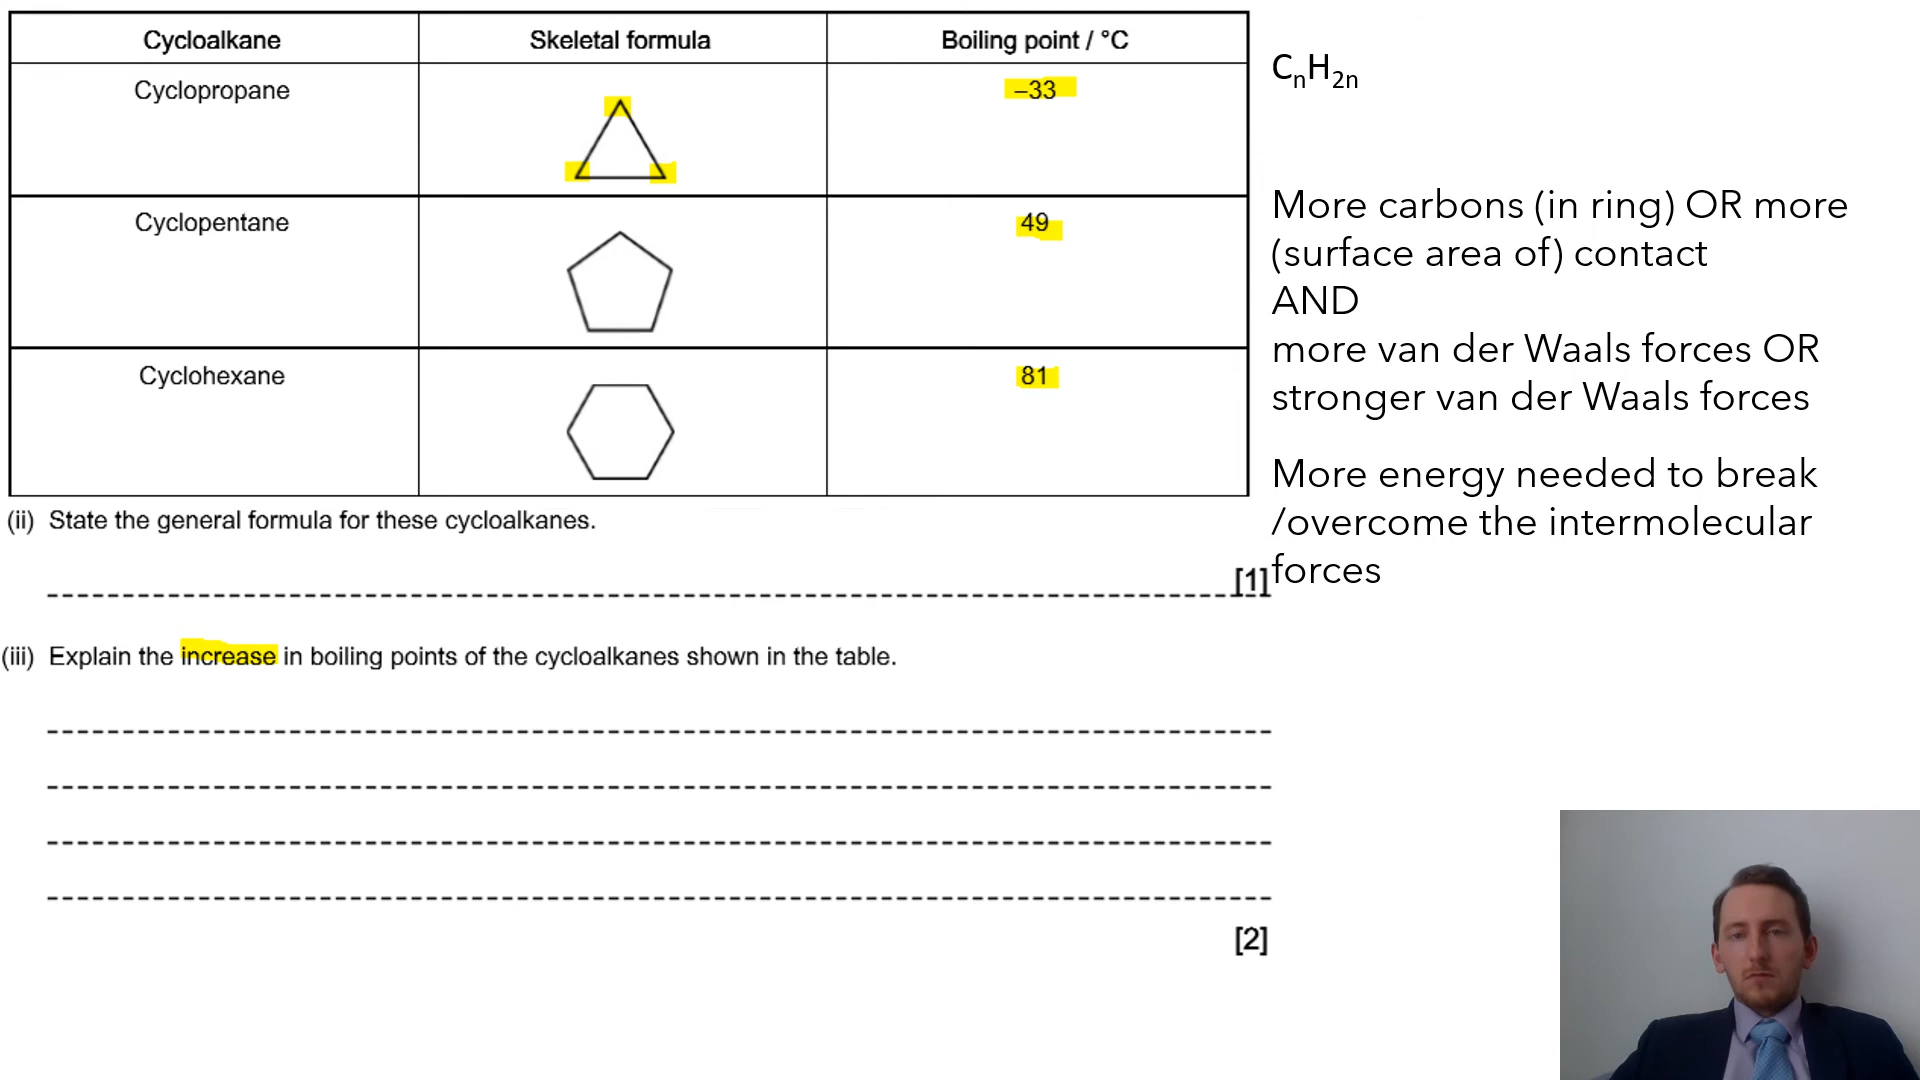 Cycloalkane Skeletal formula Boiling point / °C
Cyclopropane –33
Cyclopentane 49
Cyclohexane 81
(ii) State the general formula for these cycloalkanes.
[1]
(iii) Explain the increase in boiling points of the cycloalkanes shown in the table.
[2]
CnH2n
More carbons (in ring) OR more
(surface area of) contact
AND
more van der Waals forces OR
stronger van der Waals forces
More energy needed to break
/overcome the intermolecular
forces